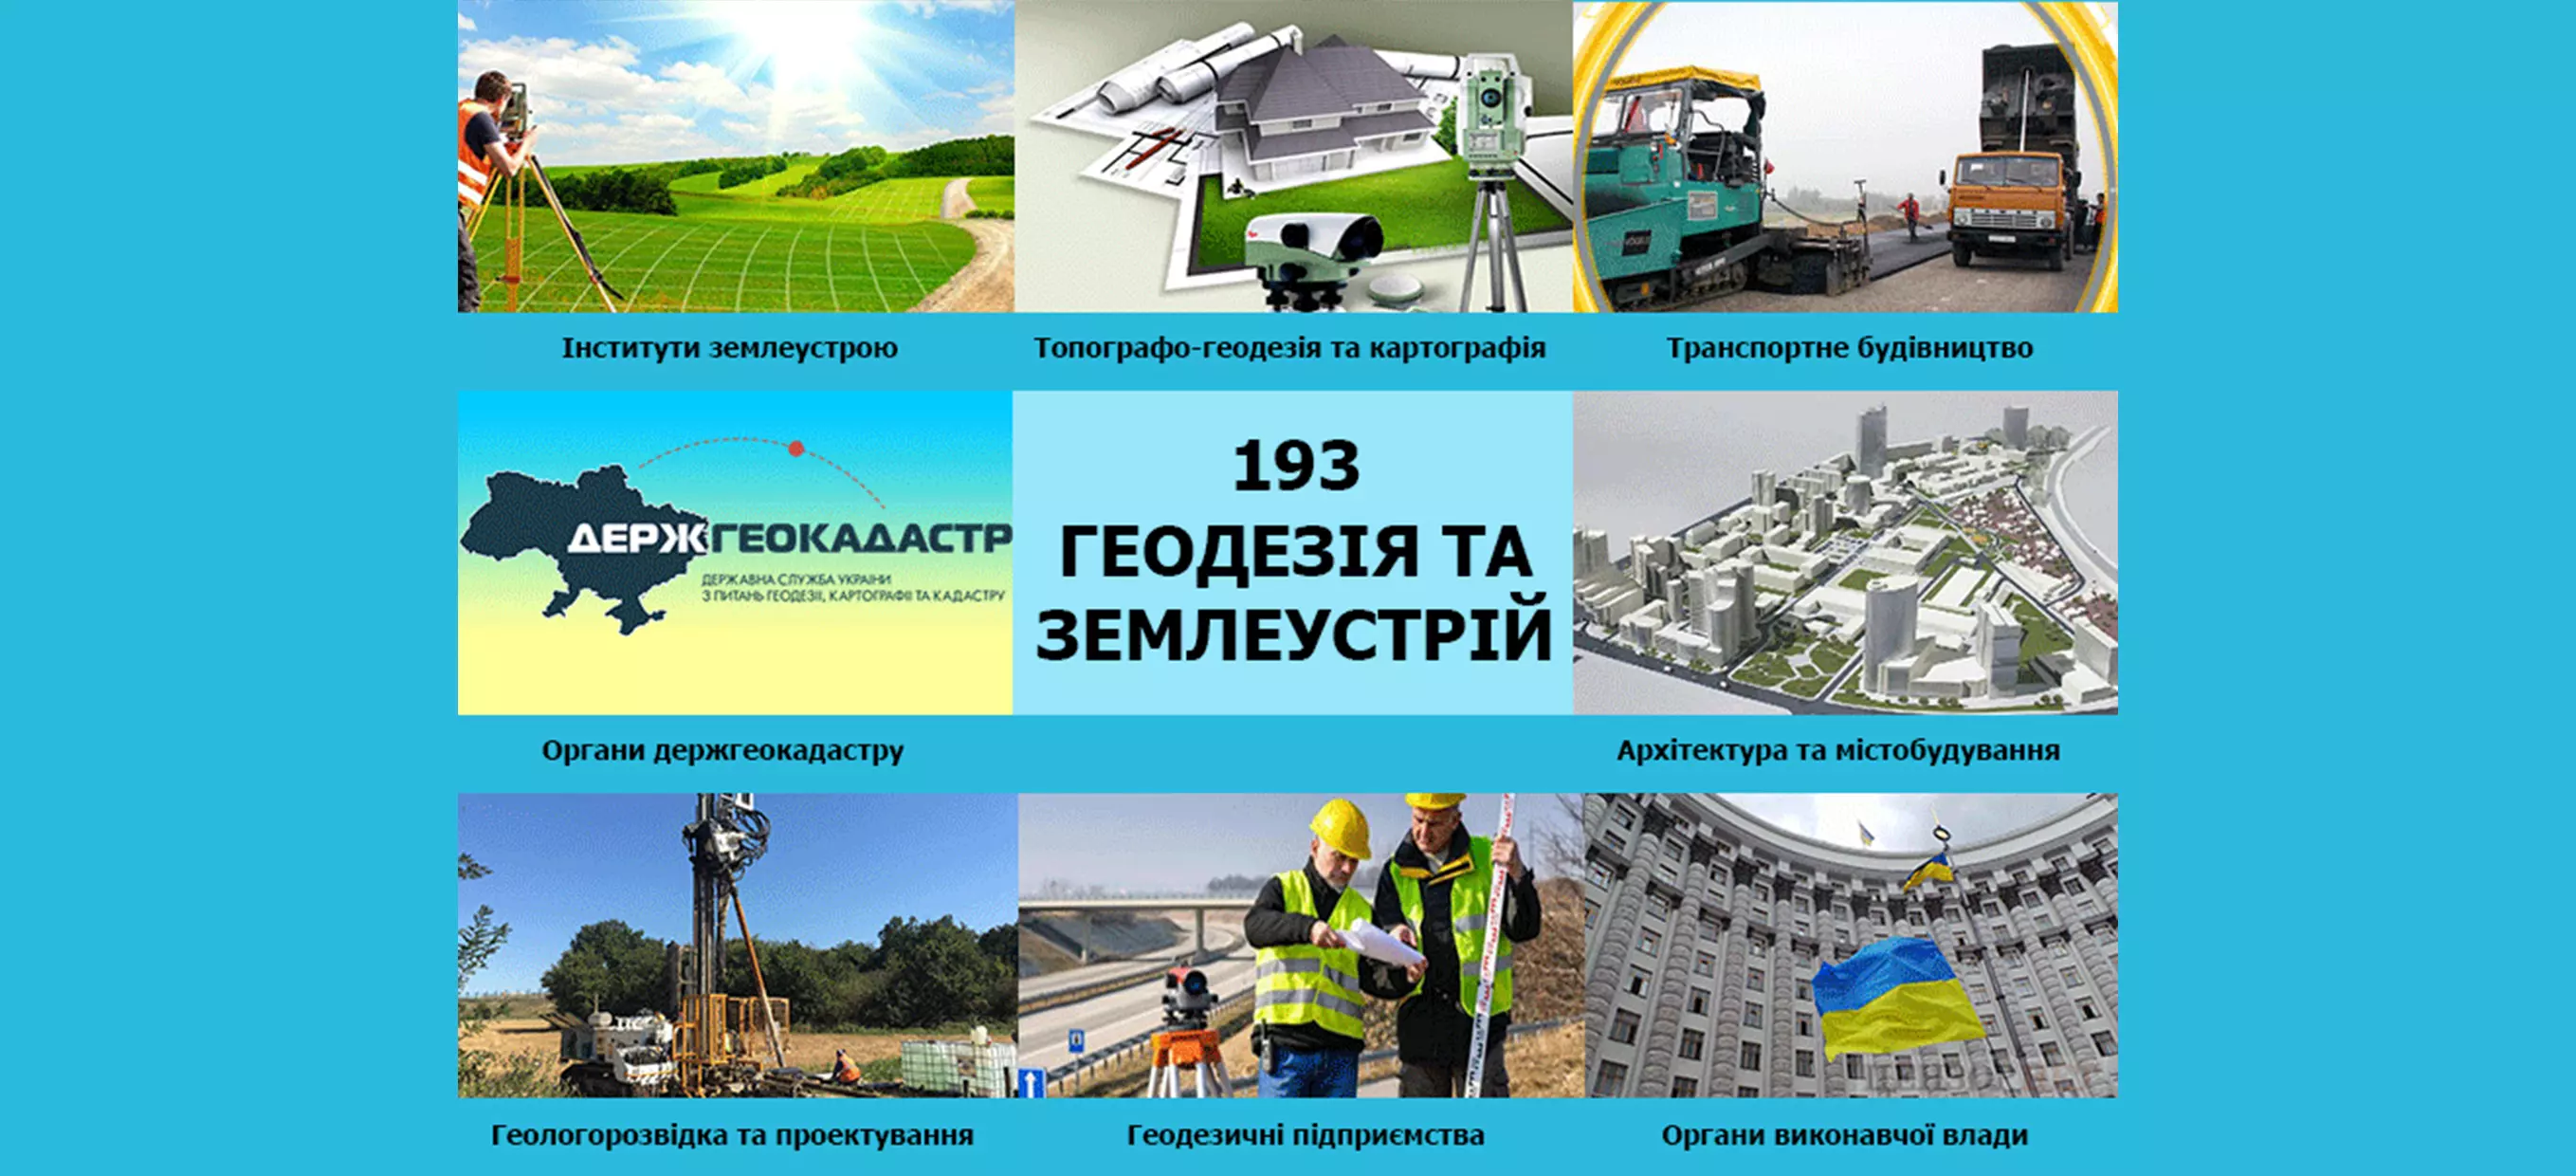 Інститути землеустрою
Топографо-геодезія та картографія
Транспортне будівництво
ДЕРЖГЕОКАДАСТР
ДЕРЖАВНА СЛУЖБА УКРАЇНИ
З ПИТАНЬ ГЕОДЕЗІЇ, КАРТОГРАФІЇ ТА КАДАСТРУ
193
ГЕОДЕЗІЯ ТА
ЗЕМЛЕУСТРІЙ
Органи держгеокадастру
Архітектура та містобудування
Геологорозвідка та проектування
Геодезичні підприємства
Органи виконавчої влади